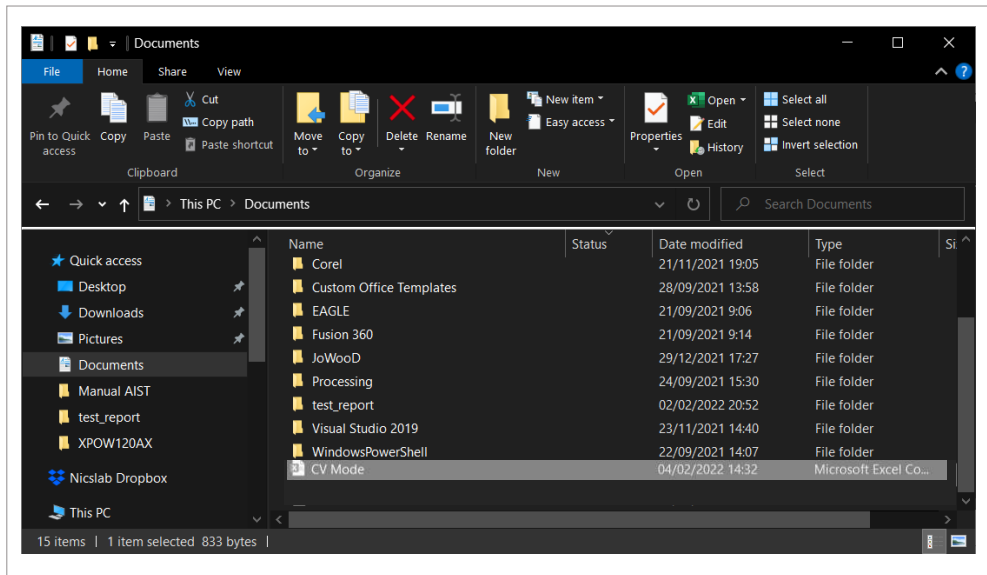 Documents
File Home Share View
Pin to Quick access Copy Paste Cut Copy path Paste shortcut
Clipboard
Move to Copy to Delete Rename
Organize
New folder New item Easy access
New
Properties Open Edit History
Open
Select all Select none Invert selection
Select
This PC > Documents
Search Documents
Quick access
Desktop
Downloads
Pictures
Documents
Manual AIST
test_report
XPOW120AX
Nicslab Dropbox
This PC
Name Status Date modified Type
Corel 21/11/2021 19:05 File folder
Custom Office Templates 28/09/2021 13:58 File folder
EAGLE 21/09/2021 9:06 File folder
Fusion 360 21/09/2021 9:14 File folder
JoWooD 29/12/2021 17:27 File folder
Processing 24/09/2021 15:30 File folder
test_report 02/02/2022 20:52 File folder
Visual Studio 2019 23/11/2021 14:40 File folder
WindowsPowerShell 22/09/2021 14:07 File folder
CV Mode 04/02/2022 14:32 Microsoft Excel Co...
15 items | 1 item selected 833 bytes |